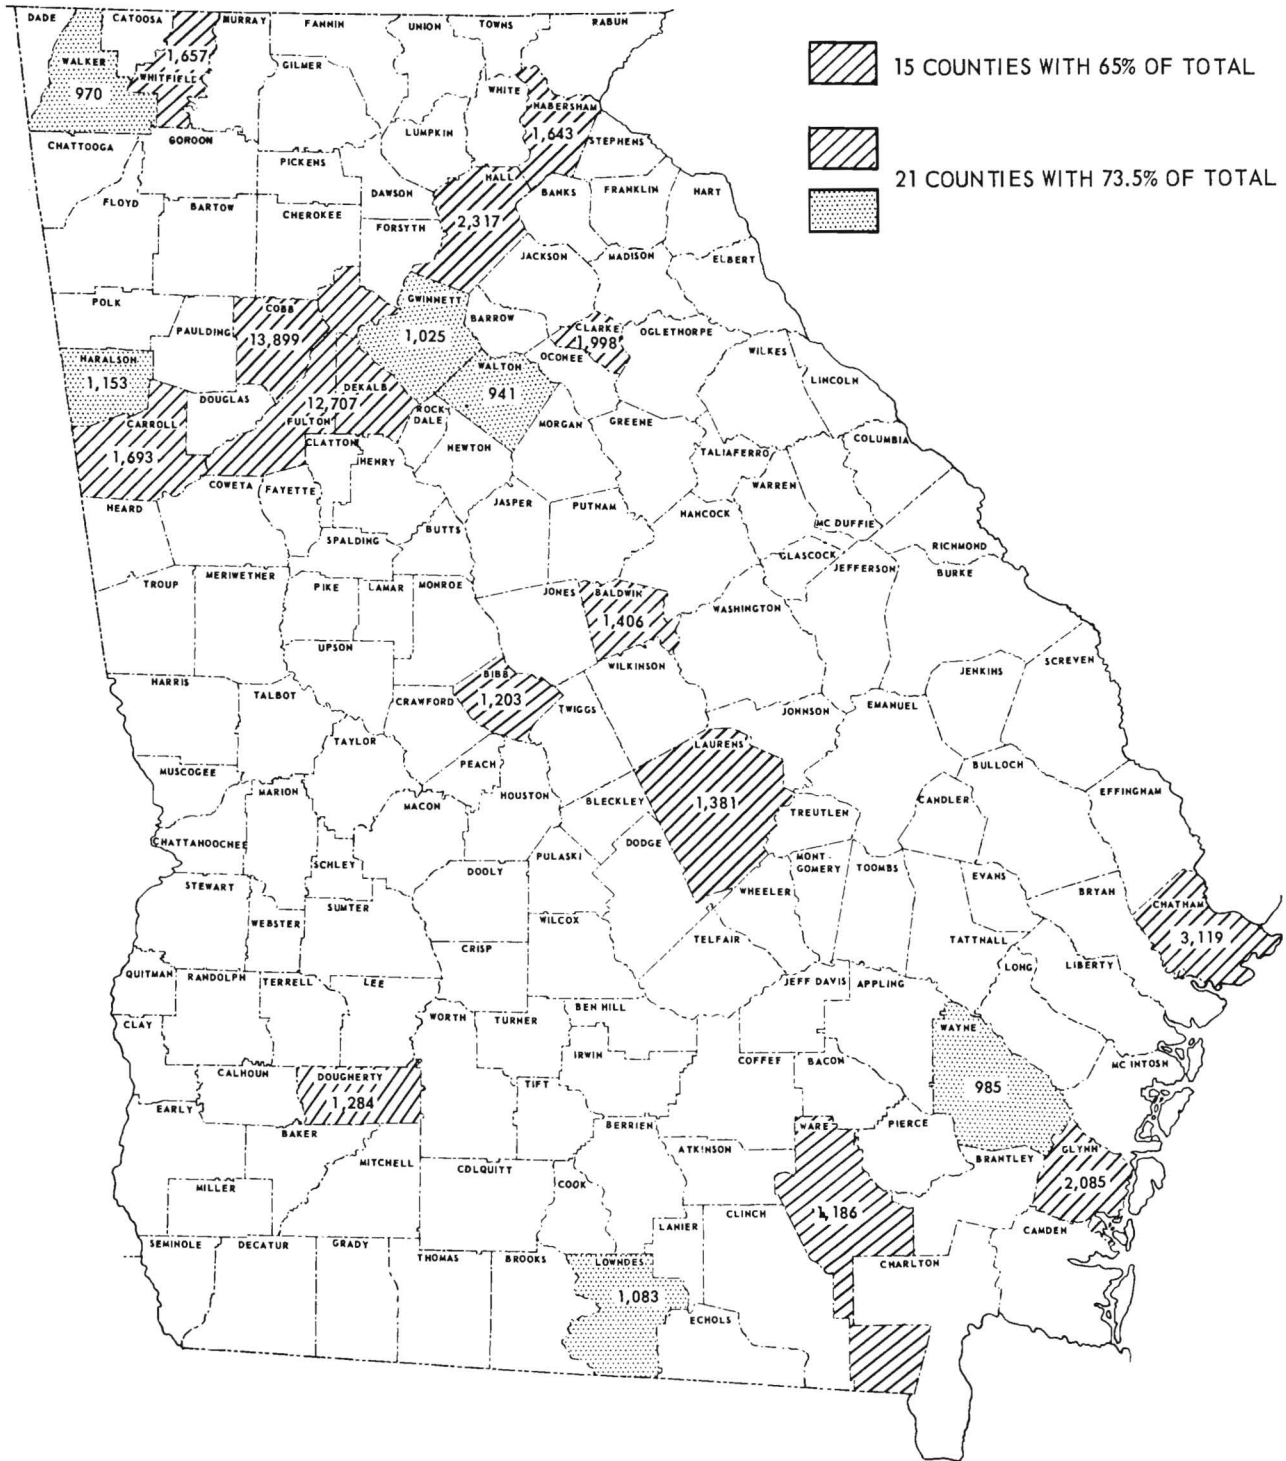 DADE
CATOOSA
MURRAY
FANNIN
UNION
TOWNS
RABUN
WALKER
970
1,657
WHITFIELD
GILMER
WHITE
HABERSHAM
1,643
15 COUNTIES WITH 65% OF TOTAL
21 COUNTIES WITH 73.5% OF TOTAL
CHATTOOGA
GORDON
LUMPKIN
STEPHENS
PICKENS
DAWSON
HALL
2,317
BANKS
FRANKLIN
HART
FLOYD
BARTOW
CHEROKEE
FORSYTH
JACKSON
MADISON
ELBERT
POLK
PAULDING
COBB
13,899
GWINNETT
1,025
BARROW
CLARKE
1,998
OGLETHORPE
OCOHEE
WILKES
LINCOLN
HARALSON
1,153
DOUGLAS
DEKALB
12,707
FULTON
WALTON
941
ROCK
DALE
MORGAN
GREENE
CARROLL
1,693
CLAYTON
HENRY
NEWTON
TALIAFERRO
COLUMBIA
WARREN
HEARD
COWETA
FAYETTE
SPALDING
BUTTS
JASPER
PUTNAM
HANCOCK
MC DUFFIE
GLASCOCK
RICHMOND
JEFFERSON
BURKE
TROUP
MERIWETHER
PIKE
LAMAR
MONROE
JONES
BALDWIN
1,406
WASHINGTON
UPSON
WILKINSON
JENKINS
SCREVEN
HARRIS
TALBOT
CRAWFORD
BIBB
1,203
TWIGGS
JOHNSON
EMANUEL
TAYLOR
PEACH
LAURENS
1,381
MUSCOGEE
MARION
MACON
HOUSTON
BLECKLEY
TREUTLEN
CANDLER
BULLOCH
EFFINGHAM
CHATTAHOOCHEE
SCHLEY
DOOLY
PULASKI
DODGE
MONT-
GOMERY
WHEELER
TOOMBS
EVANS
BRYAH
CHATHAM
3,119
STEWART
WEBSTER
SUMTER
WILCOX
CRISP
TELFAIR
TATTNALL
LONG
LIBERTY
QUITMAN
RANDOLPH
TERRELL
LEE
JEFF DAVIS
APPLING
CLAY
WORTH
TURNER
BEN HILL
WAYNE
985
MC INTOSH
CALHOUN
DOUGHERTY
1,284
IRWIN
TIFT
COFFEE
BACON
EARLY
BAKER
BERRIEN
WARE
1,186
PIERCE
GLYNN
2,085
MITCHELL
COLQUITT
COOK
ATKINSON
BRANTLEY
MILLER
LANIER
CLINCH
CAMDEN
SEMINOLE
DECATUR
GRADY
THOMAS
BROOKS
LOWNDES
1,083
ECHOLS
CHARLTON